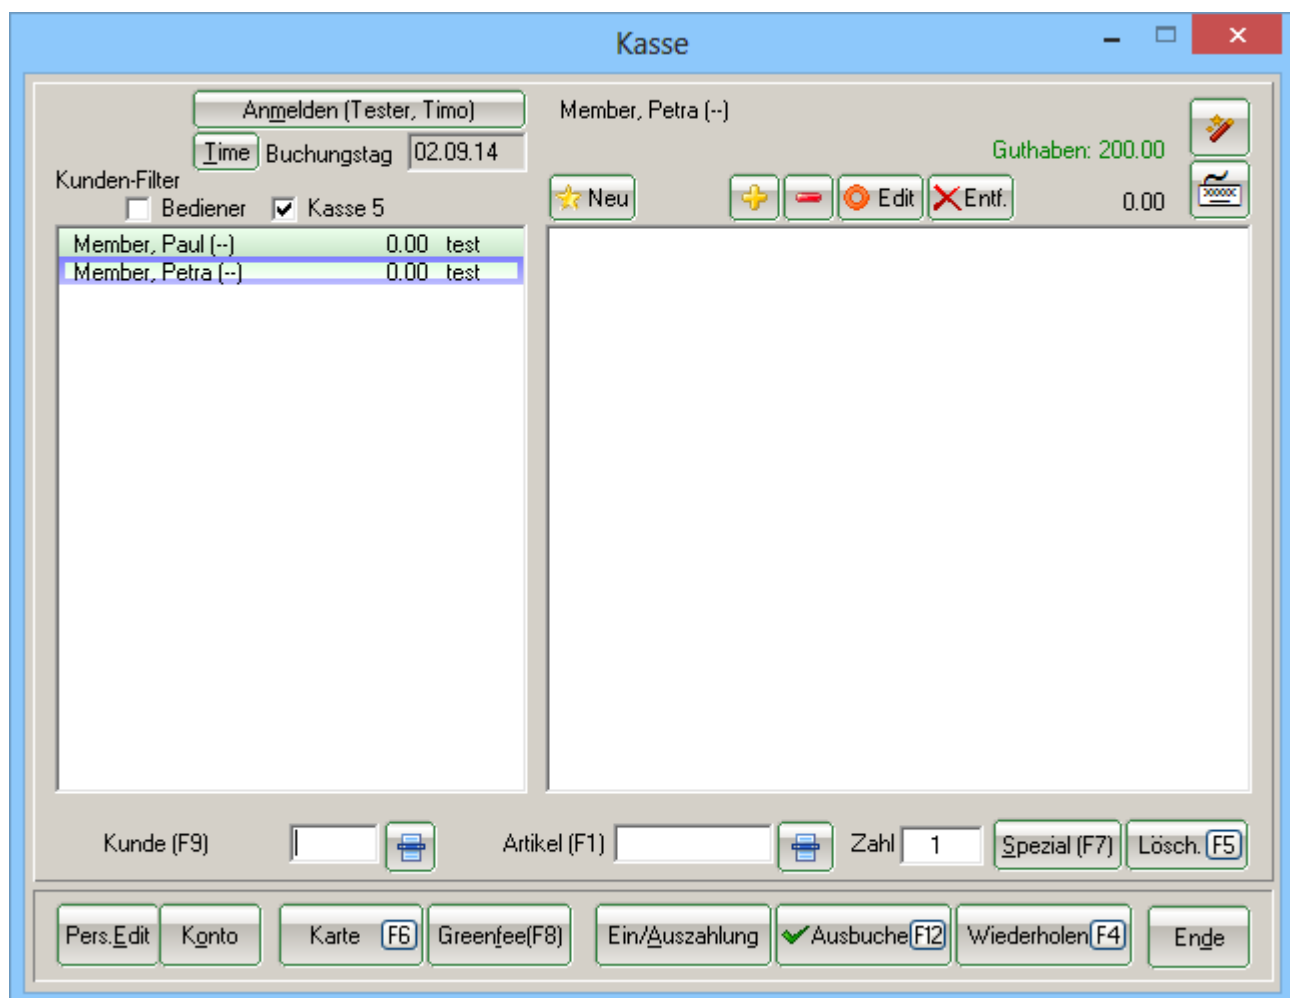 Kasse
Anmelden (Tester, Timo)
Time Buchungstag 02.09.14
Kunden-Filter
Bediener Kasse 5
Member, Paul (--) 0.00 test
Member, Petra (--) 0.00 test
Member, Petra (--)
Guthaben: 200.00
Neu Edit Entf. 0.00
Kunde (F9) Artikel (F1) Zahl 1 Spezial (F7) Lösch. F5
Pers.Edit Konto Karte F6 Greenfee(F8) Ein/Auszahlung Ausbuche F12 Wiederholen F4 Ende